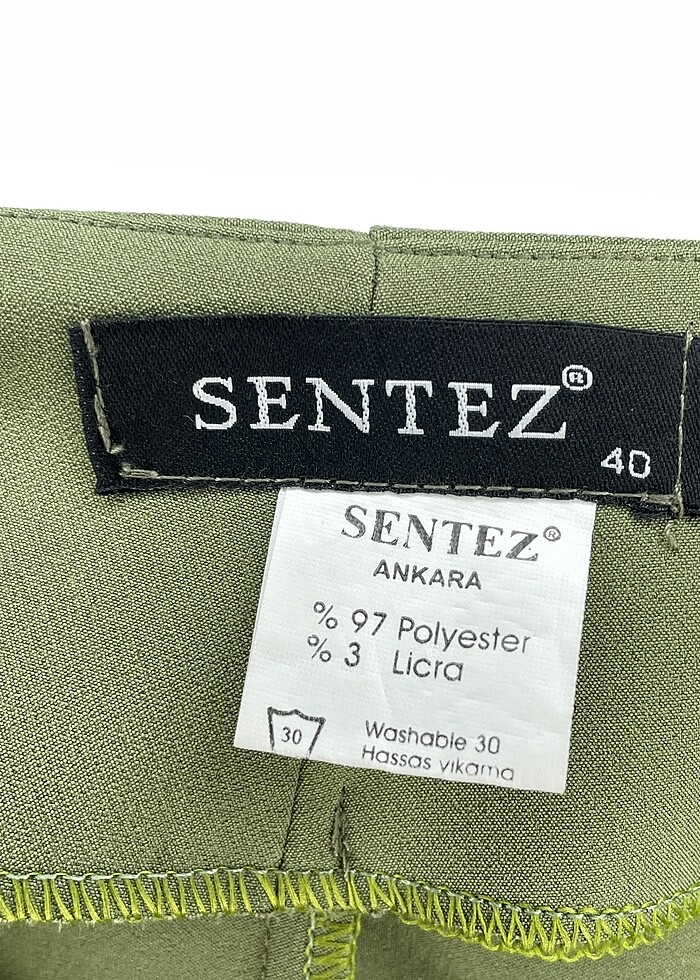 SENTEZ®
40
SENTEZ®
ANKARA
% 97 Polyester
% 3 Licra
30
Washable 30
Hassas yıkama